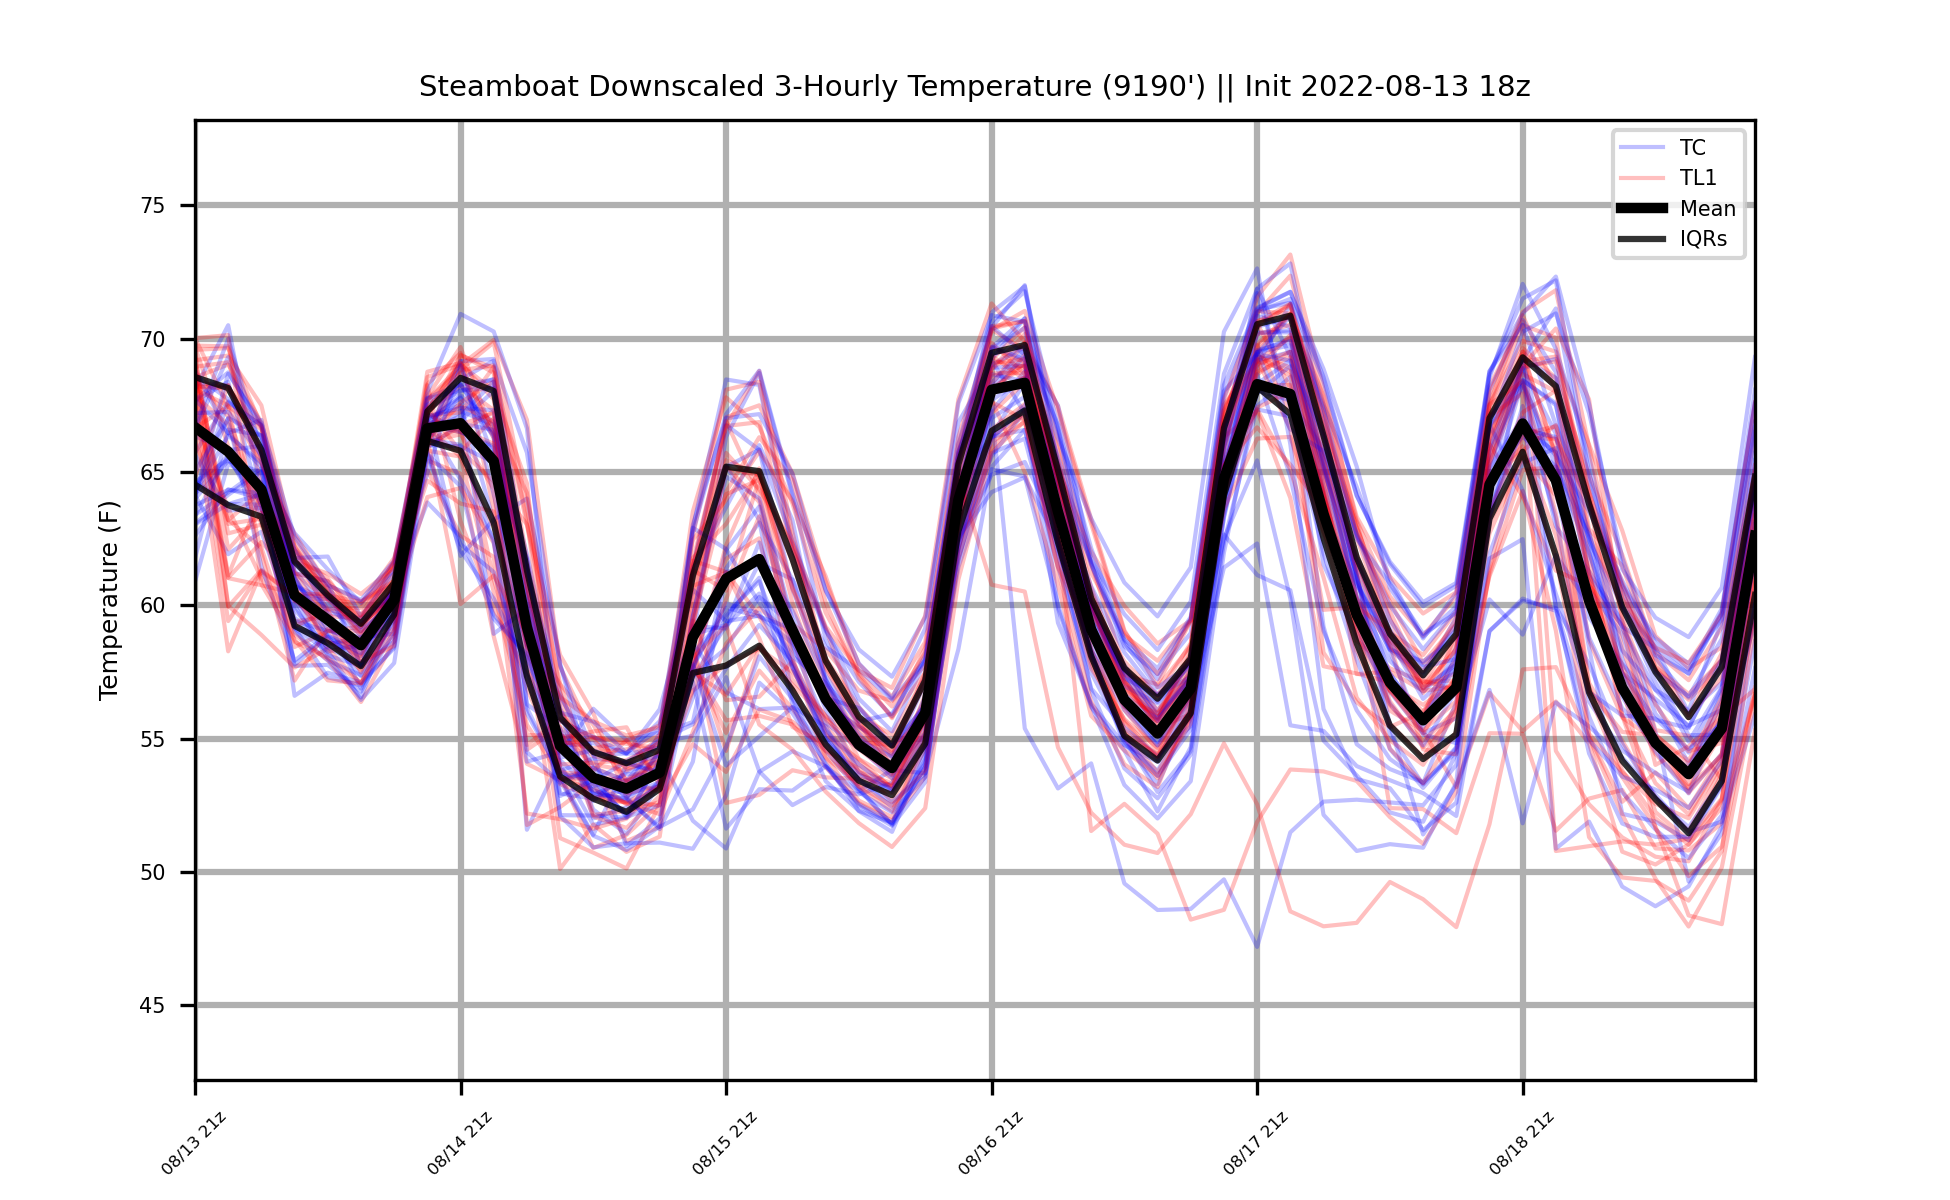 Steamboat Downscaled 3-Hourly Temperature (9190') || Init 2022-08-13 18z
TC
TL1
Mean
IQRs
75
70
65
60
55
50
45
Temperature (F)
08/13 21z
08/14 21z
08/15 21z
08/16 21z
08/17 21z
08/18 21z